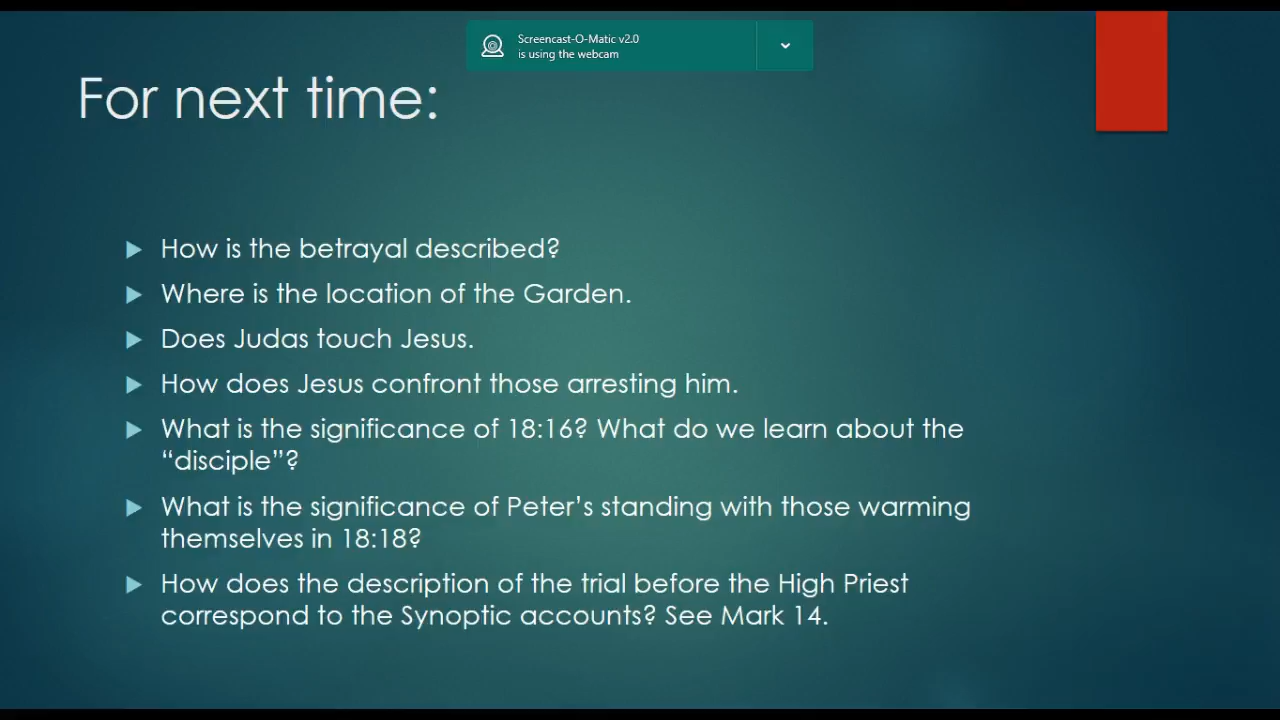 Screencast-O-Matic v2.0
is using the webcam
For next time:
How is the betrayal described?
Where is the location of the Garden.
Does Judas touch Jesus.
How does Jesus confront those arresting him.
What is the significance of 18:16? What do we learn about the
“disciple”?
What is the significance of Peter’s standing with those warming
themselves in 18:18?
How does the description of the trial before the High Priest
correspond to the Synoptic accounts? See Mark 14.